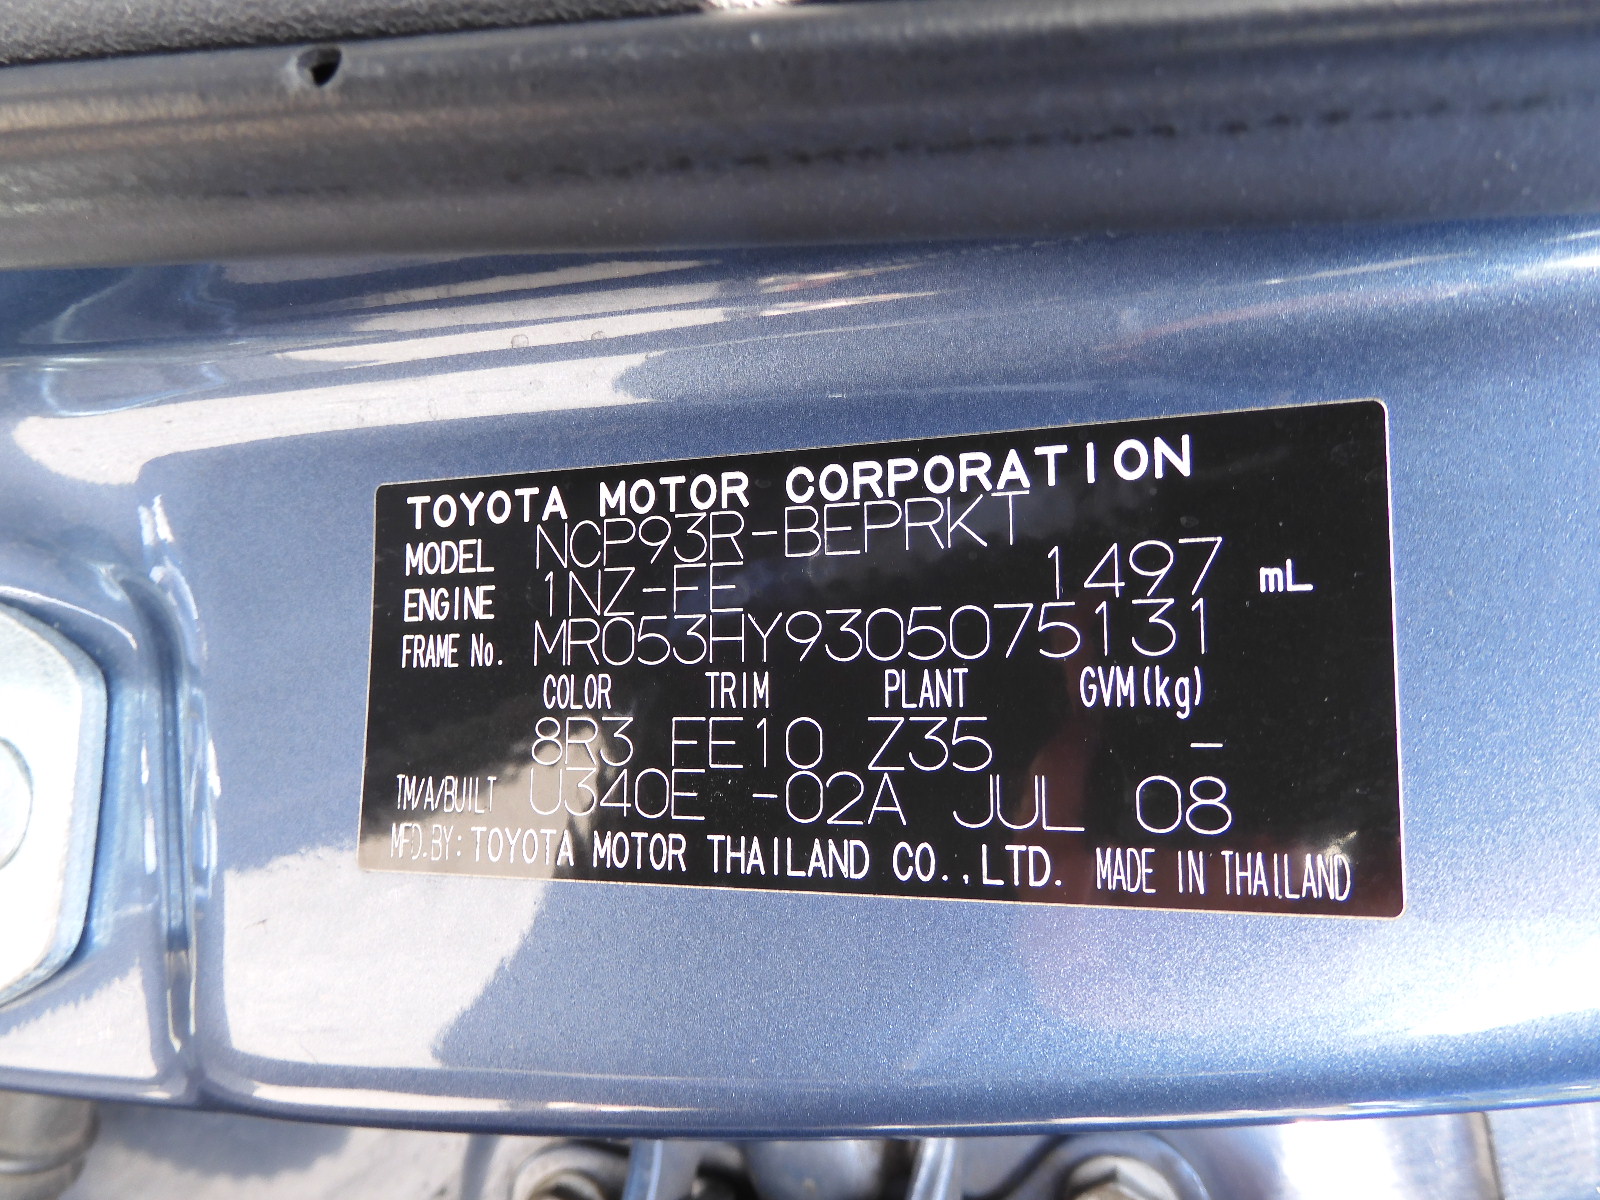 TOYOTA MOTOR CORPORATION
MODEL NCP93R-BEPRKT
ENGINE 1NZ-FE 1497 mL
FRAME No. MR053HY9305075131
COLOR TRIM PLANT GVM(kg)
8R3 FE10 Z35 -
TM/A/BUILT U340E -02A JUL 08
MFD.BY: TOYOTA MOTOR THAILAND CO.,LTD. MADE IN THAILAND